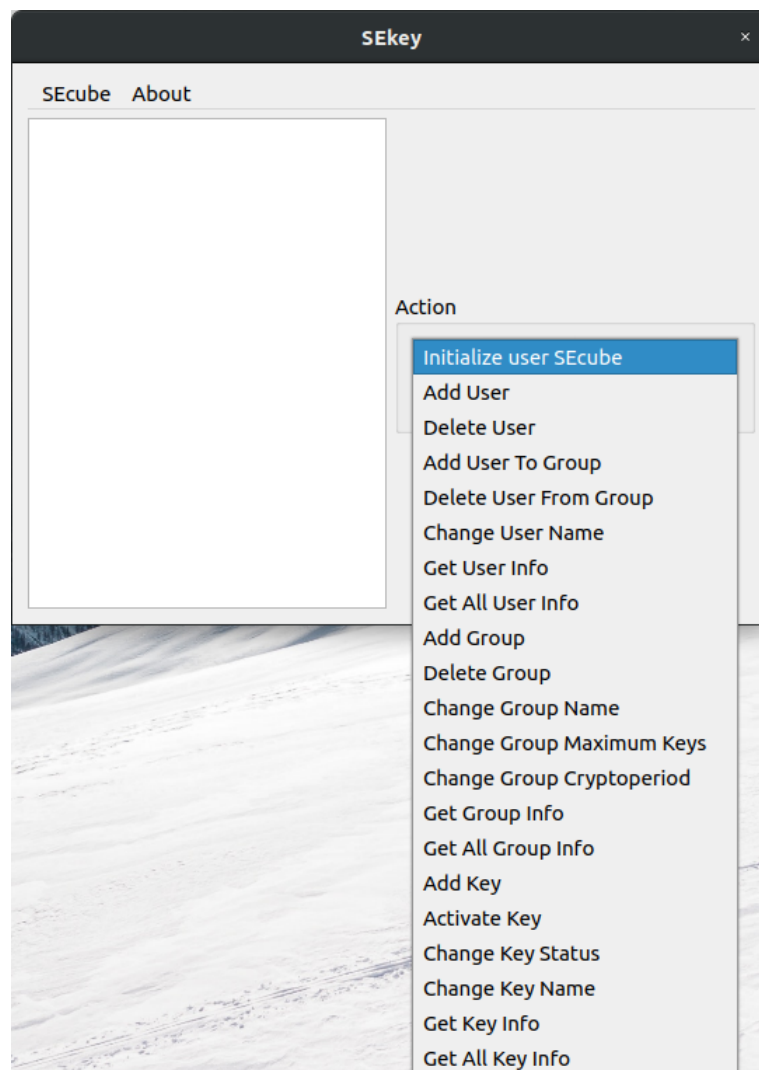 SEkey
×
SEcube About
Action
Initialize user SEcube
Add User
Delete User
Add User To Group
Delete User From Group
Change User Name
Get User Info
Get All User Info
Add Group
Delete Group
Change Group Name
Change Group Maximum Keys
Change Group Cryptoperiod
Get Group Info
Get All Group Info
Add Key
Activate Key
Change Key Status
Change Key Name
Get Key Info
Get All Key Info